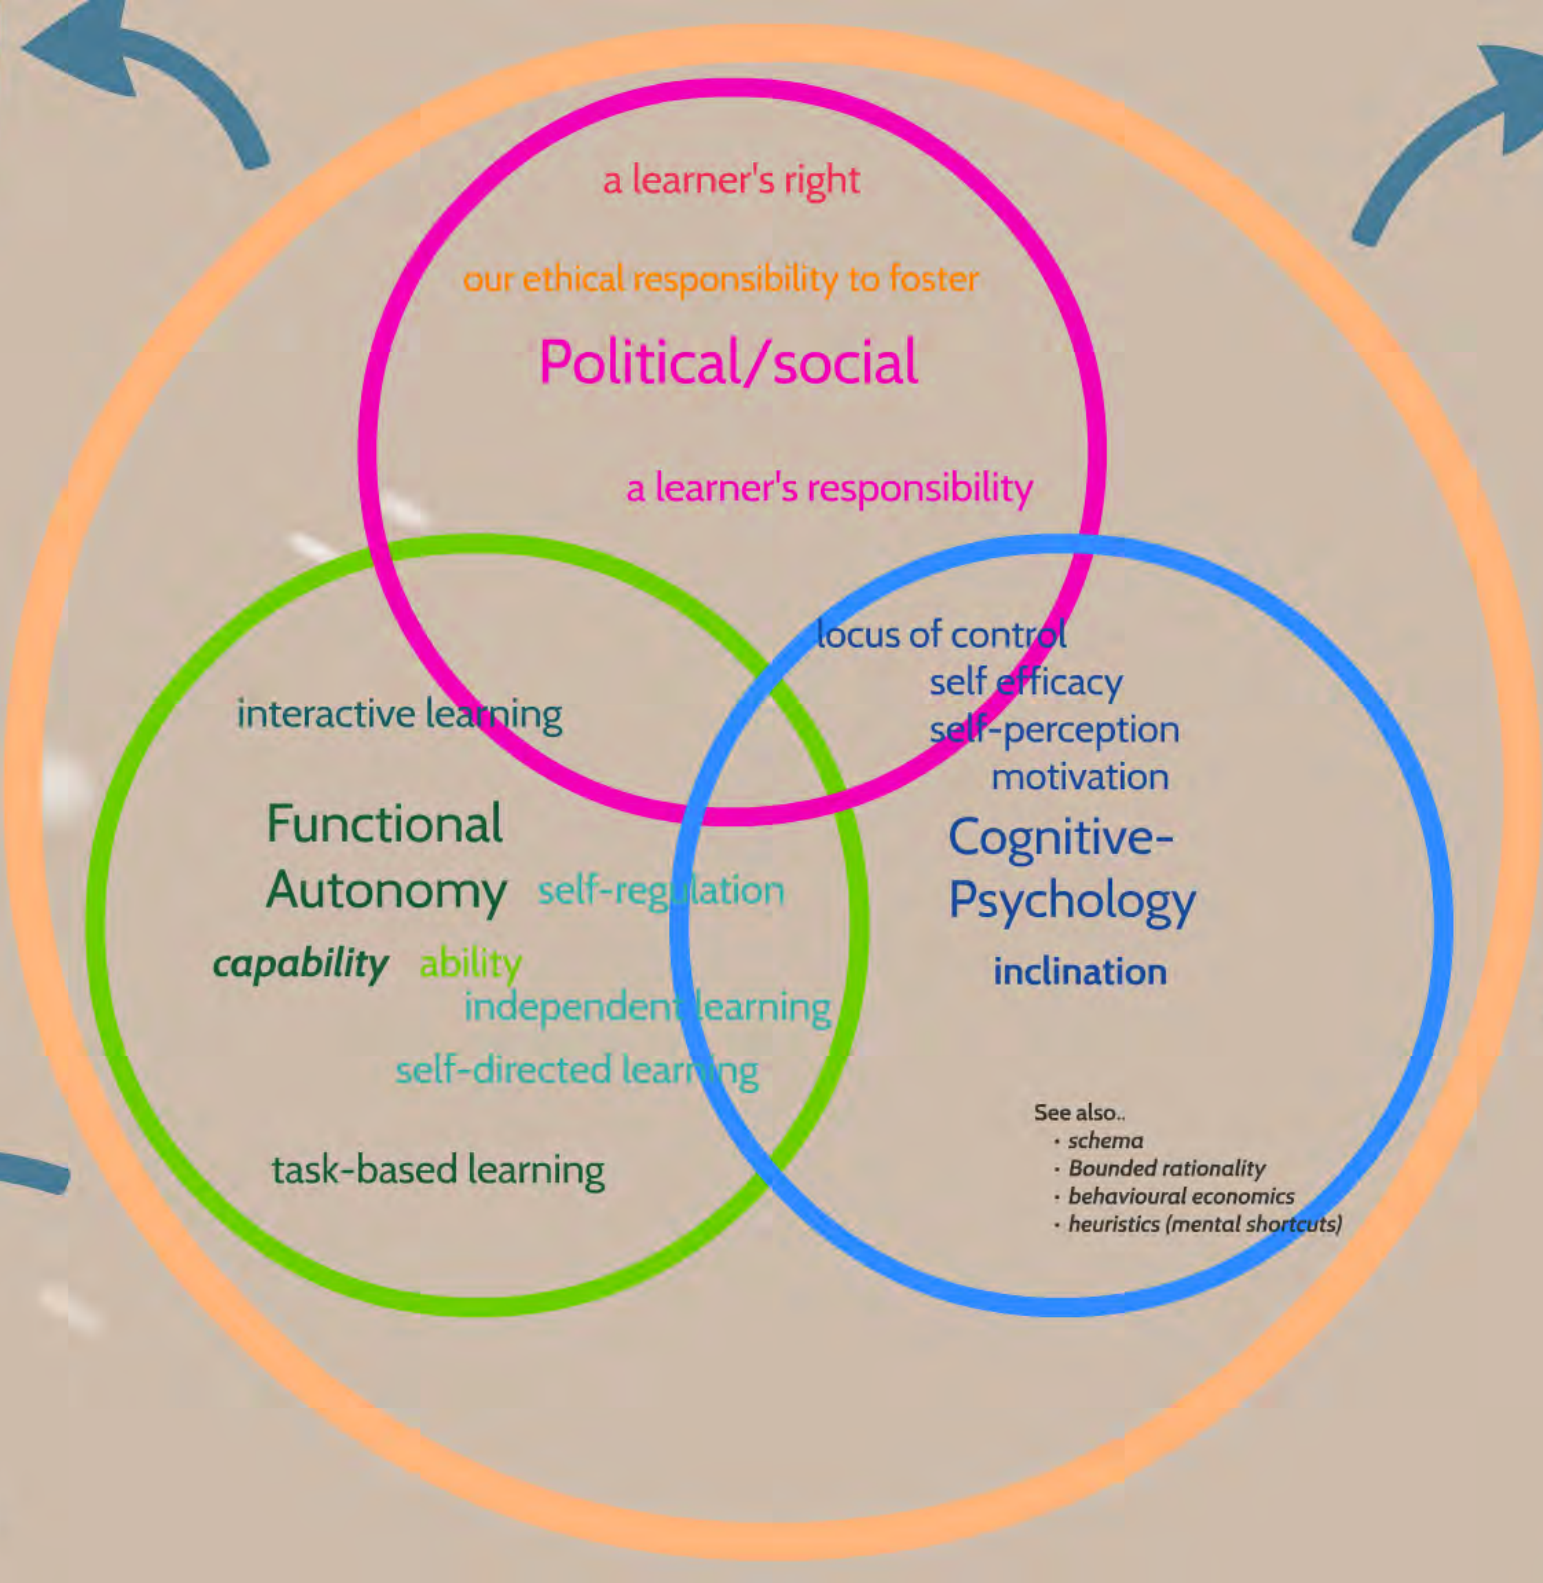 a learner's right
our ethical responsibility to foster
Political/social
a learner's responsibility
locus of control
self efficacy
self-perception
motivation
interactive learning
Functional
Autonomy
self-regulation
capability
ability
independent learning
self-directed learning
task-based learning
Cognitive-
Psychology
inclination
See also..
· schema
· Bounded rationality
· behavioural economics
· heuristics (mental shortcuts)